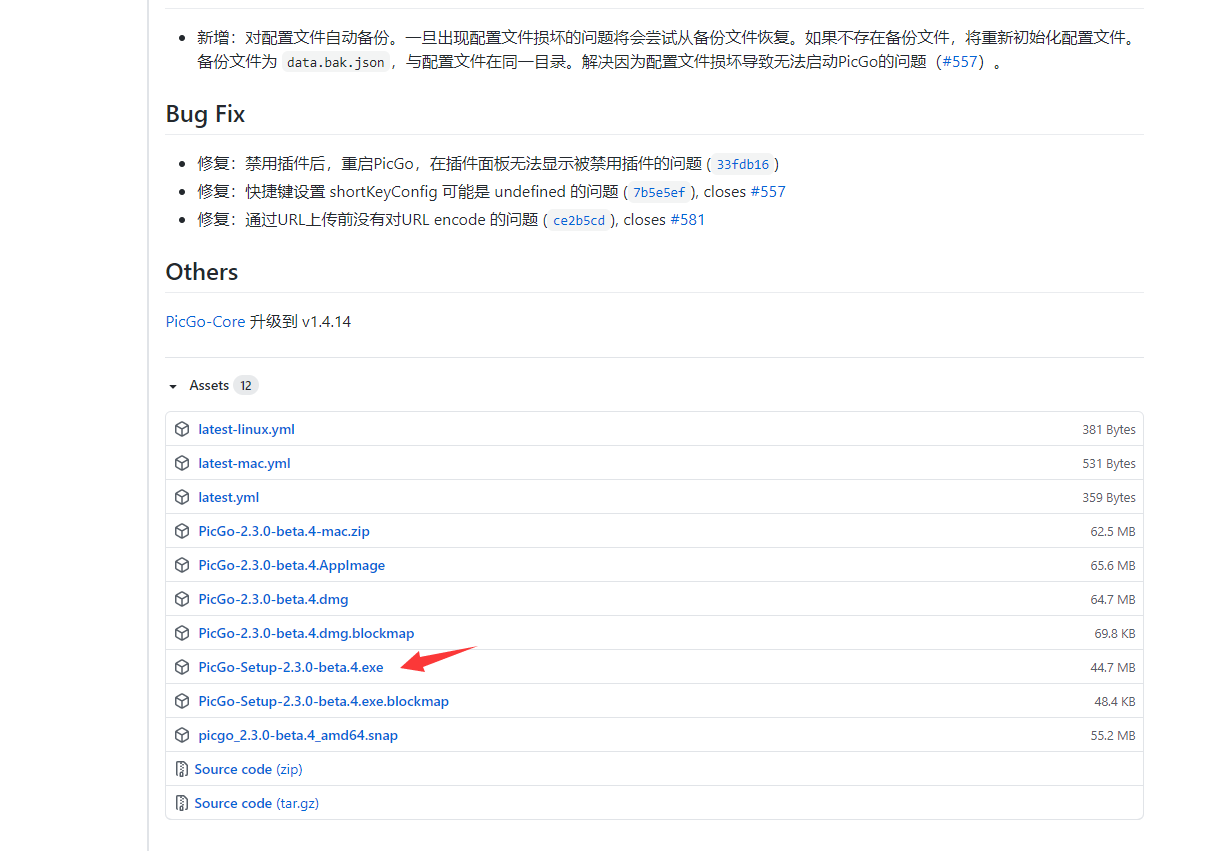 新增：对配置文件自动备份。一旦出现配置文件损坏的问题将会尝试从备份文件恢复。如果不存在备份文件，将重新初始化配置文件。
备份文件为 data.bak.json ，与配置文件在同一目录。解决因为配置文件损坏导致无法启动PicGo的问题（#557）。
Bug Fix
修复：禁用插件后，重启PicGo，在插件面板无法显示被禁用插件的问题 ( 33fdb16 )
修复：快捷键设置 shortKeyConfig 可能是 undefined 的问题 ( 7b5e5ef ), closes #557
修复：通过URL上传前没有对URL encode 的问题 ( ce2b5cd ), closes #581
Others
PicGo-Core 升级到 v1.4.14
Assets 12
latest-linux.yml 381 Bytes
latest-mac.yml 531 Bytes
latest.yml 359 Bytes
PicGo-2.3.0-beta.4-mac.zip 62.5 MB
PicGo-2.3.0-beta.4.AppImage 65.6 MB
PicGo-2.3.0-beta.4.dmg 64.7 MB
PicGo-2.3.0-beta.4.dmg.blockmap 69.8 KB
PicGo-Setup-2.3.0-beta.4.exe 44.7 MB
PicGo-Setup-2.3.0-beta.4.exe.blockmap 48.4 KB
picgo_2.3.0-beta.4_amd64.snap 55.2 MB
Source code (zip)
Source code (tar.gz)